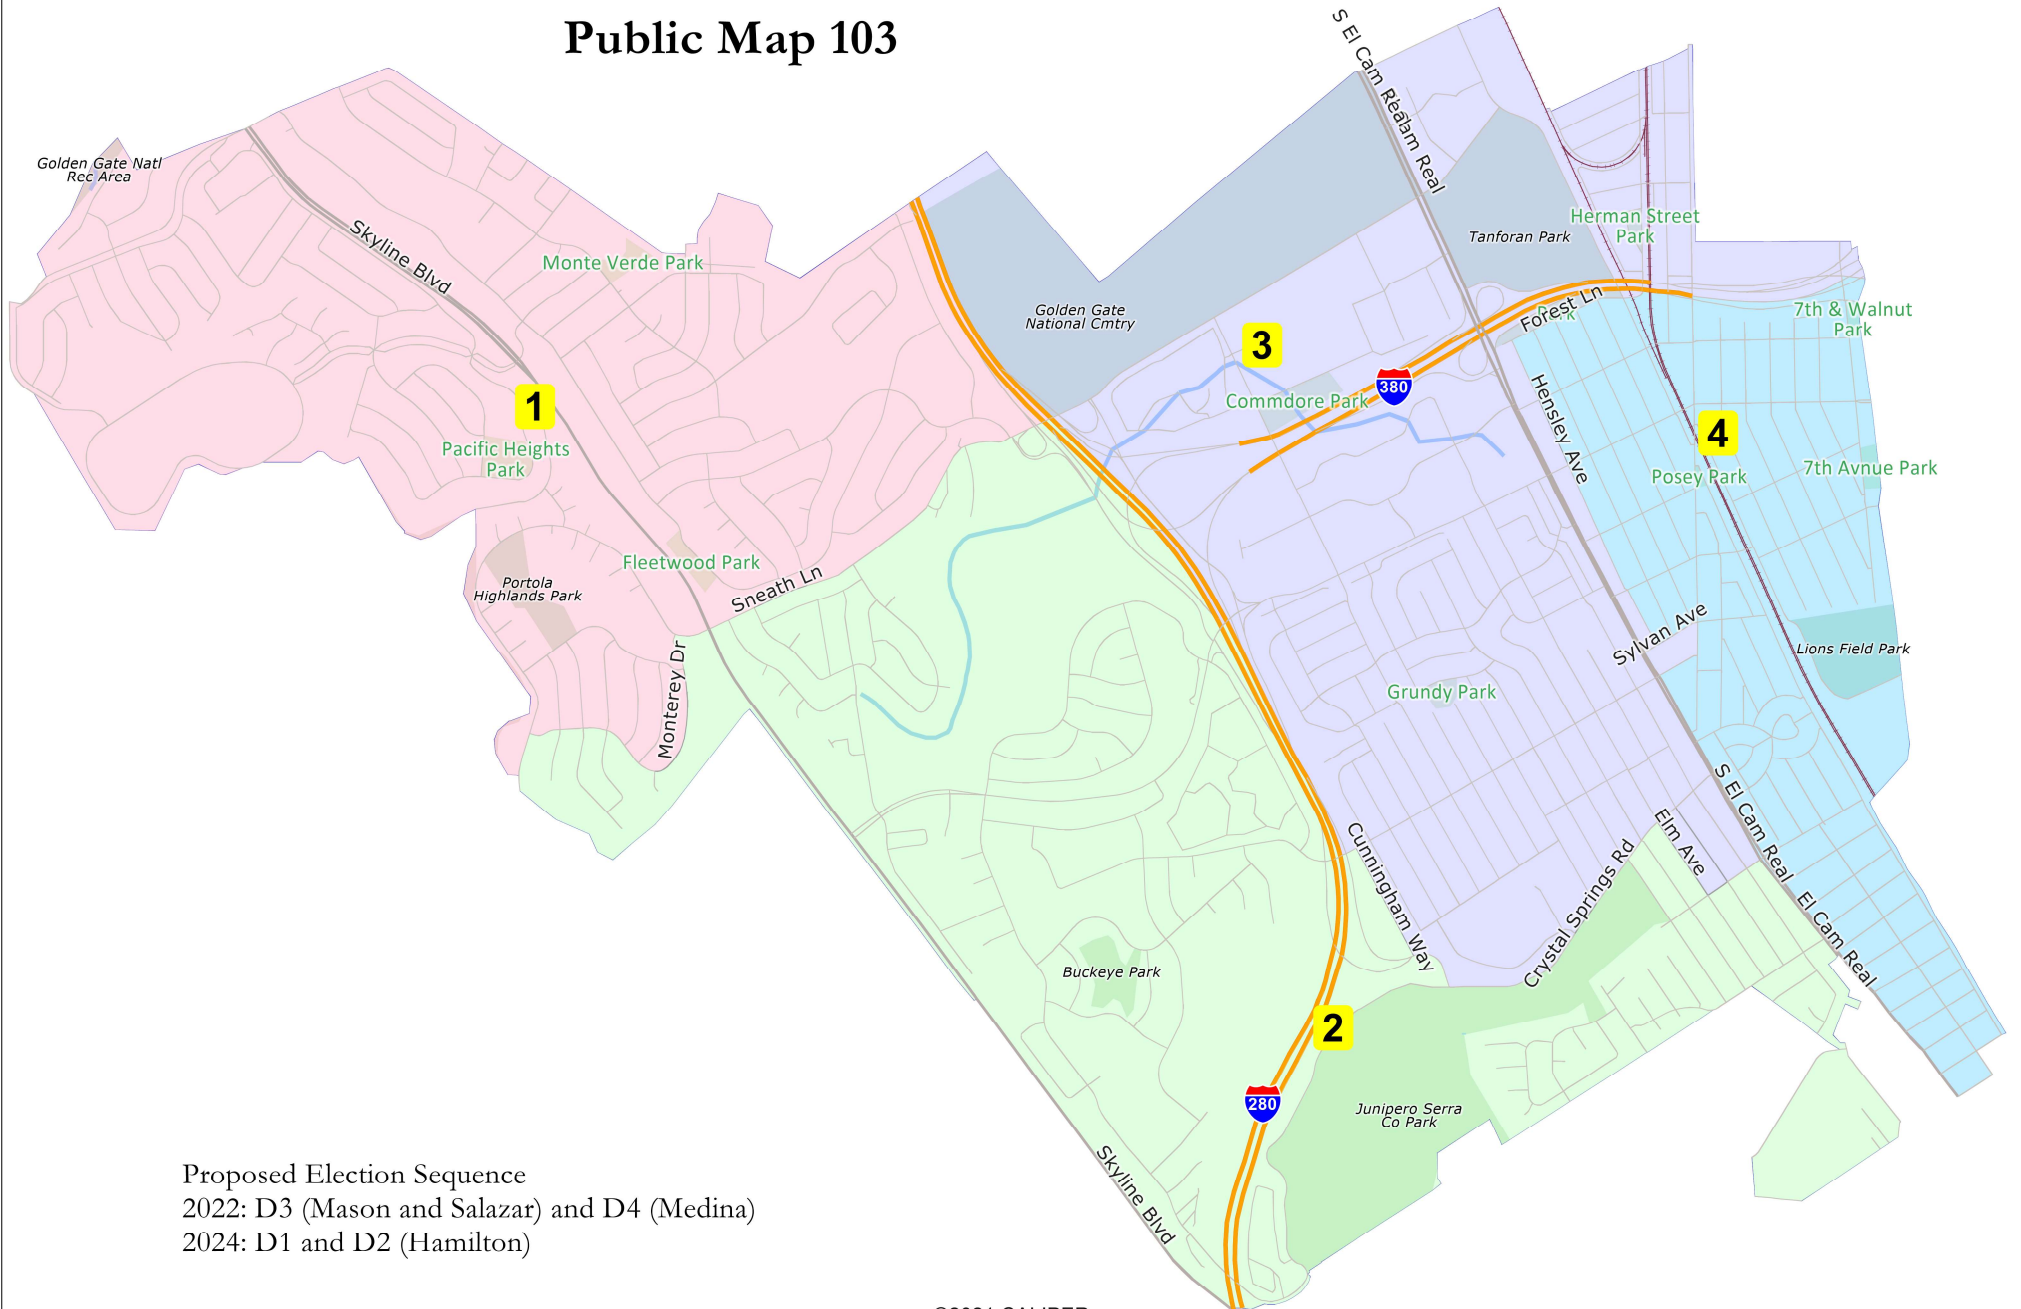 Public Map 103
S El Cam Real
Cam Real
Golden Gate Natl
Rec Area
Skyline Blvd
Monte Verde Park
Herman Street
Park
Tanforan Park
Golden Gate
National Cmtry
7th & Walnut
Park
Forest Ln
Park
3
380
Commdore Park
1
Hensley Ave
4
Pacific Heights
Park
Posey Park
7th Avnue Park
Fleetwood Park
Sneath Ln
Portola
Highlands Park
Sylvan Ave
Lions Field Park
Monterey Dr
Grundy Park
S El Cam Real
Elm Ave
Cunningham Way
Crystal Springs Rd
El Cam Real
Buckeye Park
2
280
Junipero Serra
Co Park
Skyline Blvd
Proposed Election Sequence
2022: D3 (Mason and Salazar) and D4 (Medina)
2024: D1 and D2 (Hamilton)